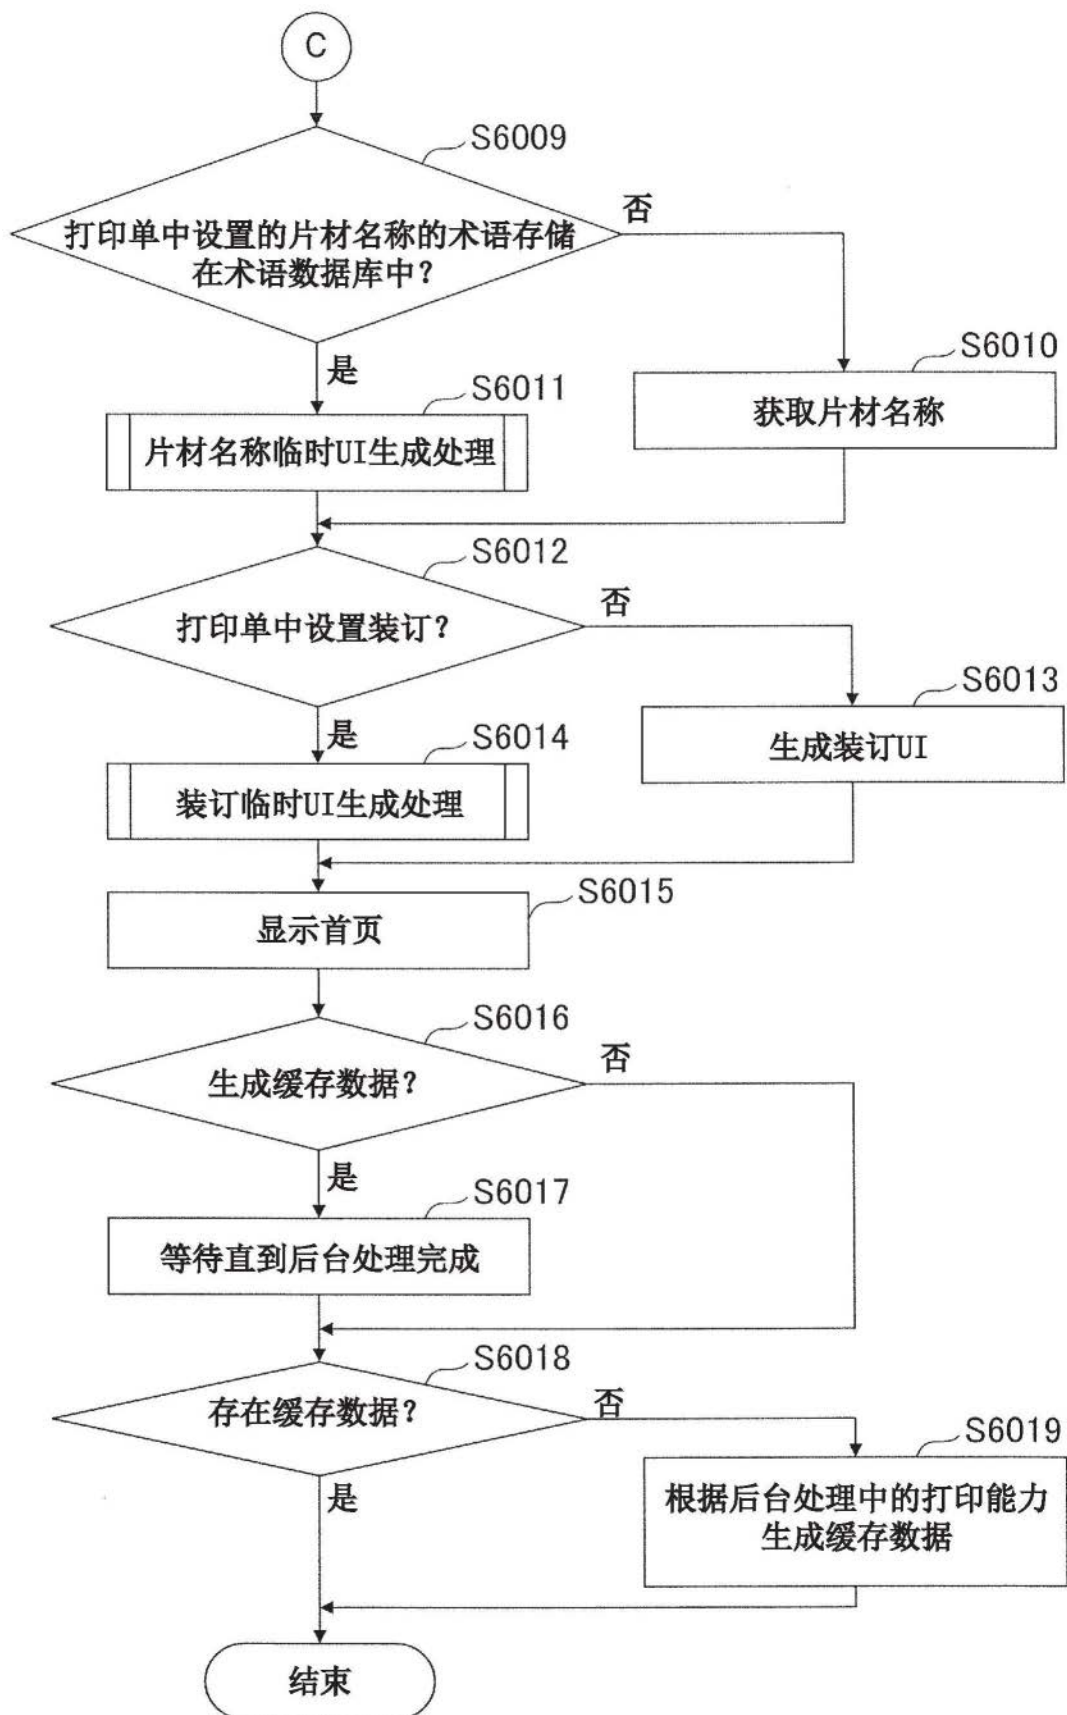 C
S6009
打印单中设置的片材名称的术语存储
在术语数据库中?
否
是
S6010
获取片材名称
S6011
片材名称临时UI生成处理
S6012
打印单中设置装订?
否
是
S6013
生成装订UI
S6014
装订临时UI生成处理
S6015
显示首页
S6016
生成缓存数据?
否
是
S6017
等待直到后台处理完成
S6018
存在缓存数据?
否
是
S6019
根据后台处理中的打印能力
生成缓存数据
结束